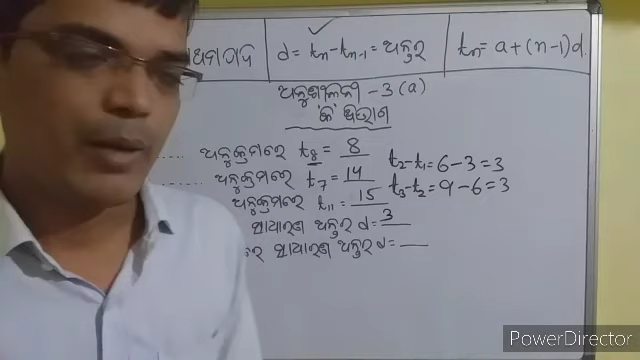 d = tn - tn-1 = ଅନ୍ତର
tn = a + (n-1)d
ଅନୁଶୀଳନୀ - 3(a)
'କ' ବିଭାଗ
...... ଅନୁକ୍ରମରେ t8 = 8
t2-t1 = 6-3 = 3
...... ଅନୁକ୍ରମରେ t7 = 14
t3-t2 = 9-6 = 3
ଅନୁକ୍ରମରେ t11 = 15
ସାଧାରଣ ଅନ୍ତର d = 3
ରେ ସାଧାରଣ ଅନ୍ତର d = __
PowerDirector